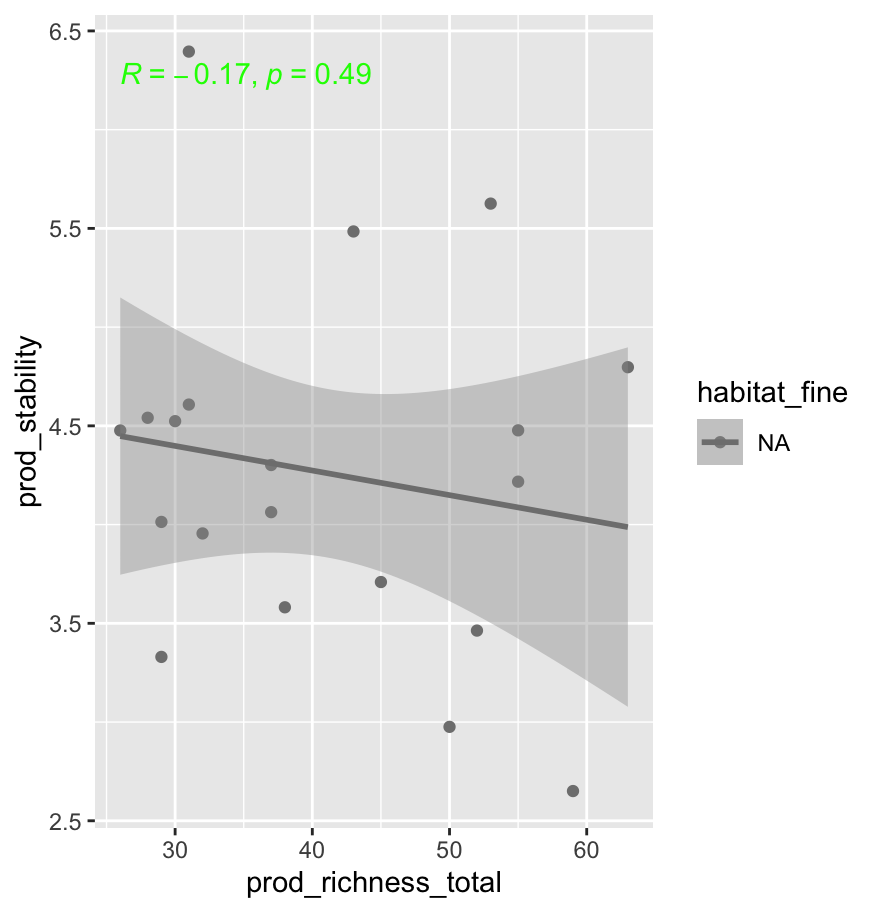 6.5
R = −0.17, p = 0.49
5.5
4.5
3.5
2.5
prod_stability
30 40 50 60
prod_richness_total
habitat_fine
NA